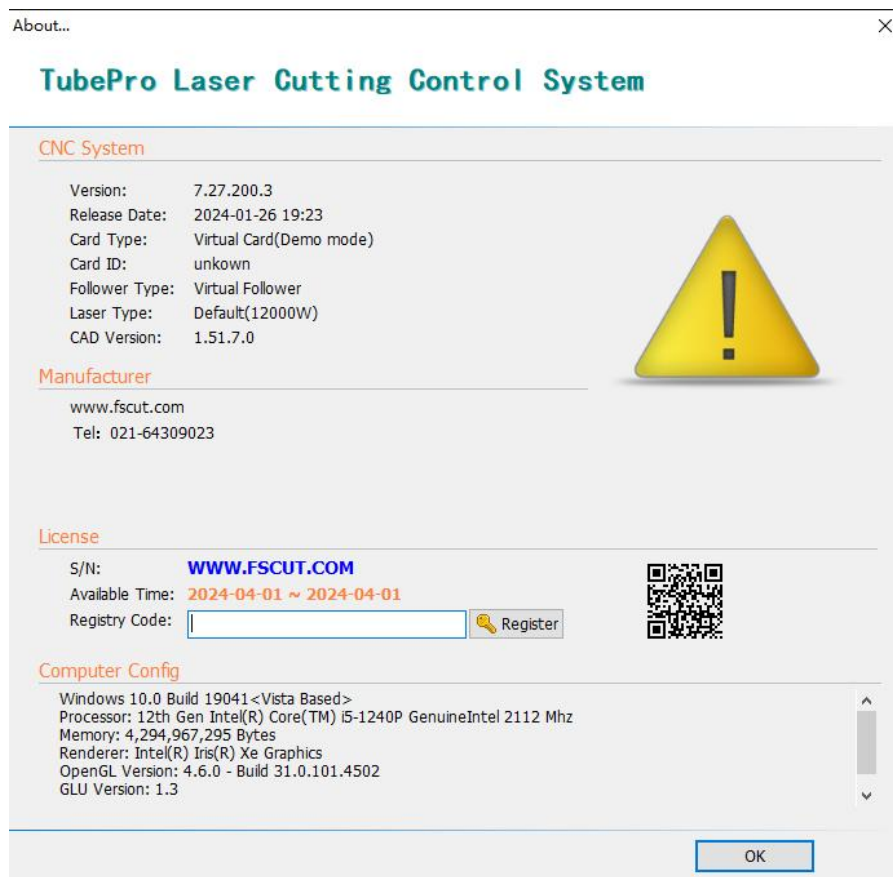 About...
TubePro Laser Cutting Control System
CNC System
Version: 7.27.200.3
Release Date: 2024-01-26 19:23
Card Type: Virtual Card(Demo mode)
Card ID: unkown
Follower Type: Virtual Follower
Laser Type: Default(12000W)
CAD Version: 1.51.7.0
Manufacturer
www.fscut.com
Tel: 021-64309023
License
S/N: WWW.FSCUT.COM
Available Time: 2024-04-01 ~ 2024-04-01
Registry Code: Register
Computer Config
Windows 10.0 Build 19041<Vista Based>
Processor: 12th Gen Intel(R) Core(TM) i5-1240P GenuineIntel 2112 Mhz
Memory: 4,294,967,295 Bytes
Renderer: Intel(R) Iris(R) Xe Graphics
OpenGL Version: 4.6.0 - Build 31.0.101.4502
GLU Version: 1.3
OK